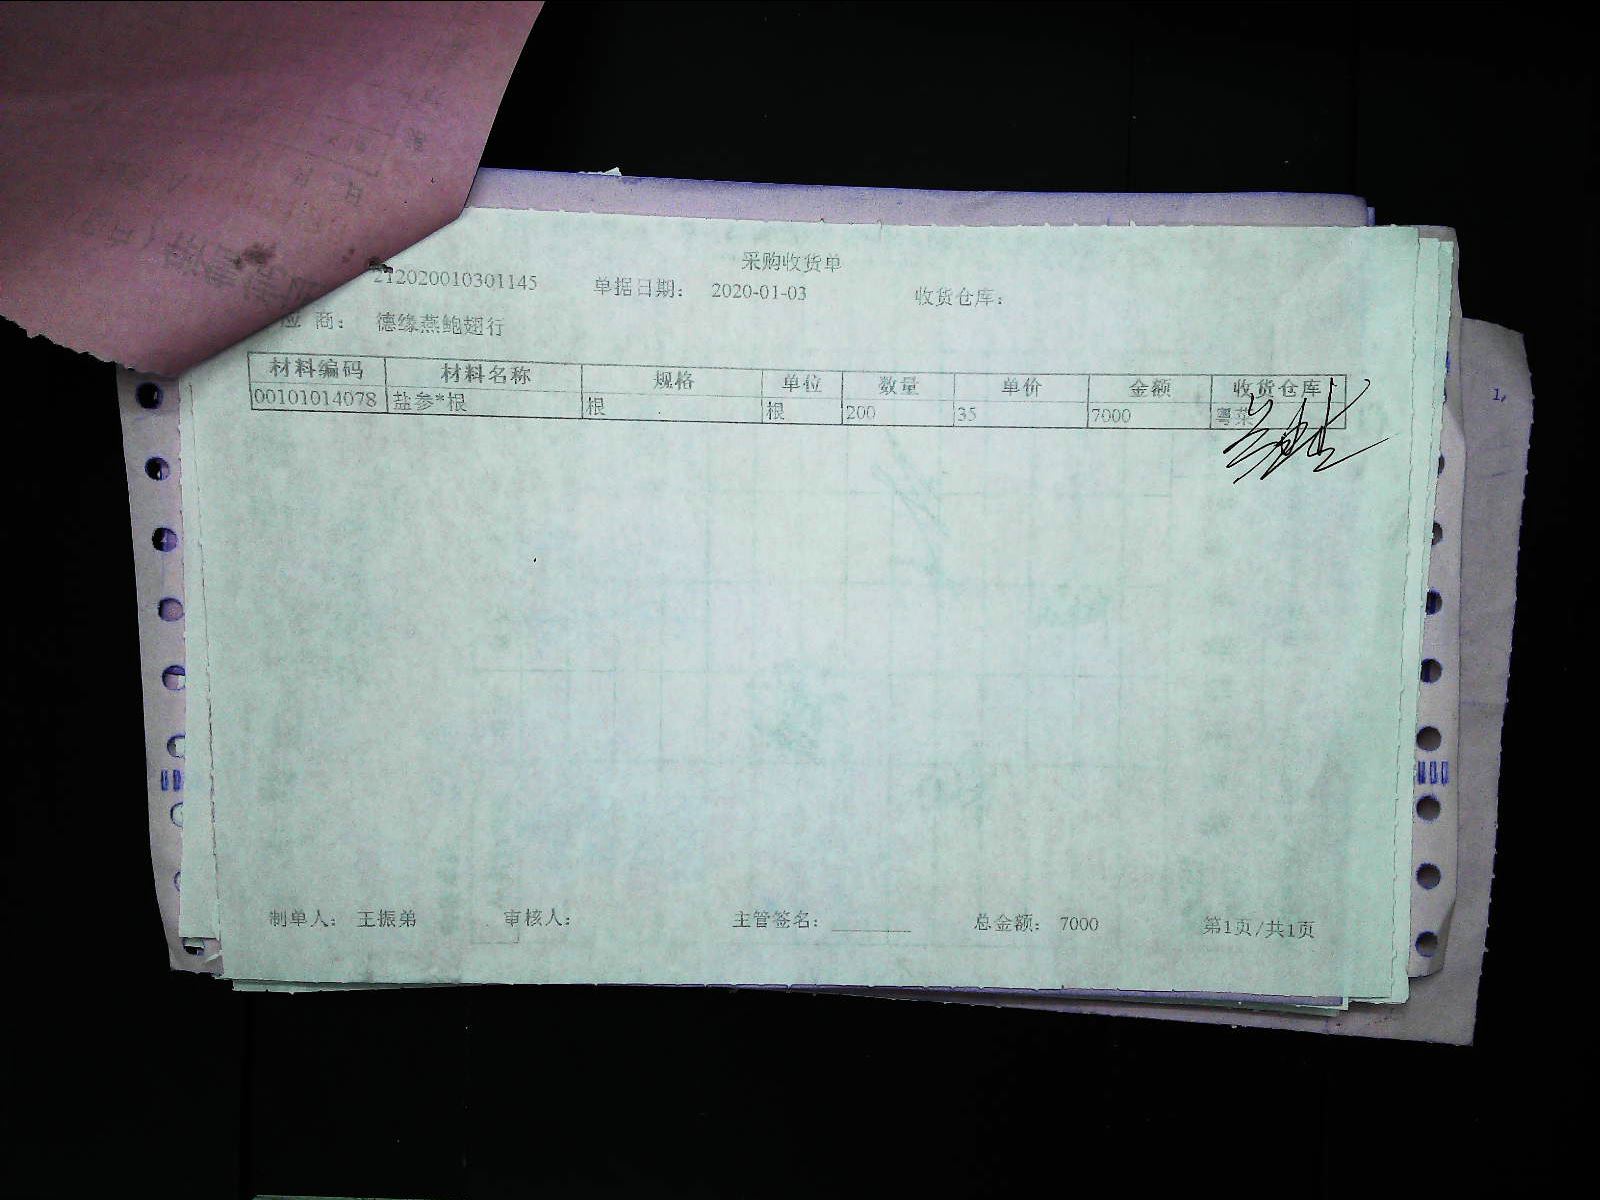 采购收货单
212020010301145 单据日期： 2020-01-03 收货仓库：
应 商： 德缘燕鲍翅行
材料编码 材料名称 规格 单位 数量 单价 金额 收货仓库
00101014078 盐参*根 根 根 200 35 7000 粤菜
制单人： 王振弟 审核人： 主管签名： 总金额： 7000 第1页/共1页
1,